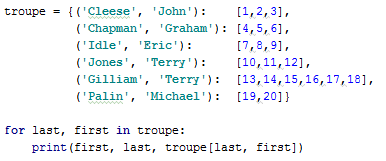 troupe = {('Cleese', 'John'):    [1,2,3],
          ('Chapman', 'Graham'): [4,5,6],
          ('Idle', 'Eric'):      [7,8,9],
          ('Jones', 'Terry'):    [10,11,12],
          ('Gilliam', 'Terry'):  [13,14,15,16,17,18],
          ('Palin', 'Michael'):  [19,20]}
for last, first in troupe:
    print(first, last, troupe[last, first])